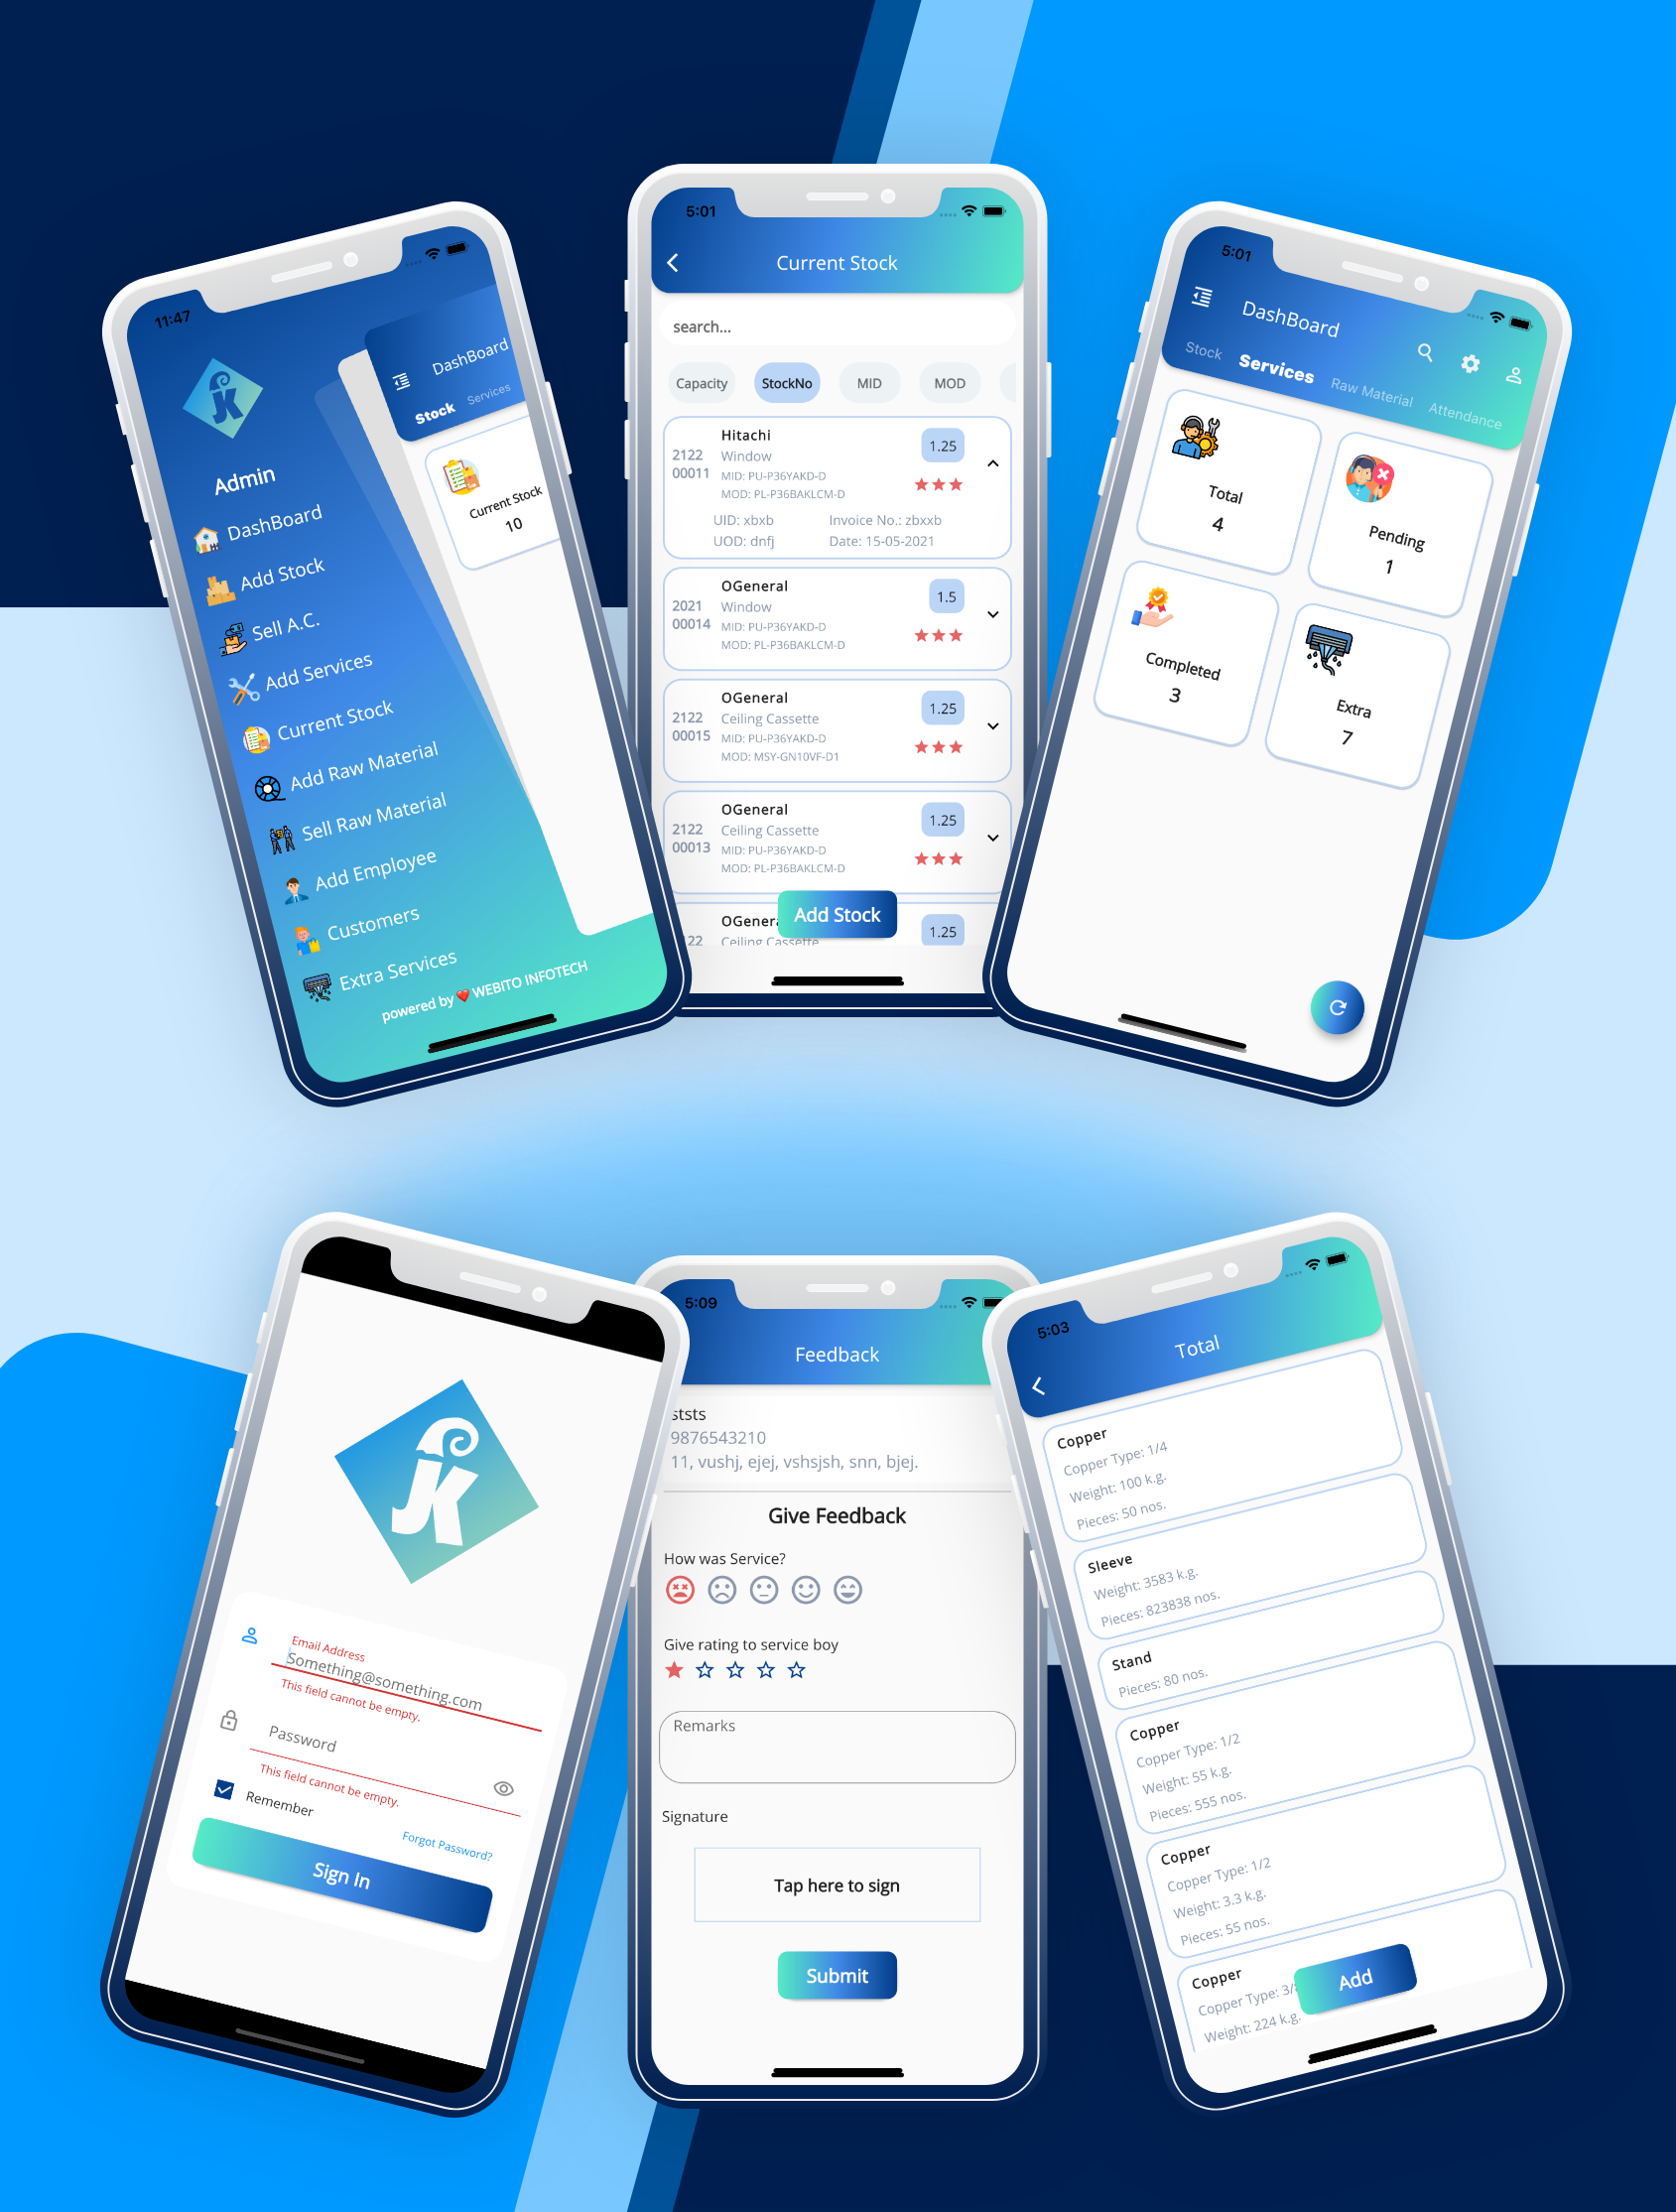 11:47
Admin
DashBoard
Add Stock
Sell A.C.
Add Services
Current Stock
Add Raw Material
Sell Raw Material
Add Employee
Customers
Extra Services
powered by ❤ WEBITO INFOTECH
DashBoard
Stock Services
Current Stock
10
5:01
Current Stock
search...
Capacity StockNo MID MOD
2122
00011
Hitachi
Window
MID: PU-P36YAKD-D
MOD: PL-P36BAKLCM-D
1.25
UID: xbxb Invoice No.: zbxxb
UOD: dnfj Date: 15-05-2021
2021
00014
OGeneral
Window
MID: PU-P36YAKD-D
MOD: PL-P36BAKLCM-D
1.5
2122
00015
OGeneral
Ceiling Cassette
MID: PU-P36YAKD-D
MOD: MSY-GN10VF-D1
1.25
2122
00013
OGeneral
Ceiling Cassette
MID: PU-P36YAKD-D
MOD: PL-P36BAKLCM-D
1.25
22
OGenera
Ceiling Cassette
1.25
Add Stock
5:01
DashBoard
Stock Services Raw Material Attendance
Total
4
Pending
1
Completed
3
Extra
7
JK
Email Address
Something@something.com
This field cannot be empty.
Password
This field cannot be empty.
Remember
Forgot Password?
Sign In
5:09
Feedback
ststs
9876543210
11, vushj, ejej, vshsjsh, snn, bjej.
Give Feedback
How was Service?
Give rating to service boy
Remarks
Signature
Tap here to sign
Submit
5:03
Total
Copper
Copper Type: 1/4
Weight: 100 k.g.
Pieces: 50 nos.
Sleeve
Weight: 3583 k.g.
Pieces: 823838 nos.
Stand
Pieces: 80 nos.
Copper
Copper Type: 1/2
Weight: 55 k.g.
Pieces: 555 nos.
Copper
Copper Type: 1/2
Weight: 3.3 k.g.
Pieces: 55 nos.
Copper
Copper Type: 3/
Weight: 224 k.g.
Add